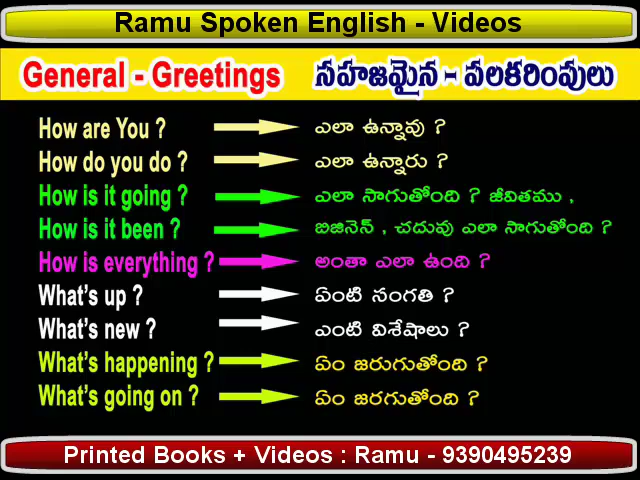 Ramu Spoken English - Videos
General - Greetings సహజమైన - పలకరింపులు
How are You ? ఎలా ఉన్నావు ?
How do you do ? ఎలా ఉన్నారు ?
How is it going ? ఎలా సాగుతోంది ? జీవితము ,
How is it been ? బిజినెస్ , చదువు ఎలా సాగుతోంది ?
How is everything ? అంతా ఎలా ఉంది ?
What's up ? ఏంటి సంగతి ?
What's new ? ఎంటి విశేషాలు ?
What's happening ? ఏం జరుగుతోంది ?
What's going on ? ఏం జరగుతోంది ?
Printed Books + Videos : Ramu - 9390495239